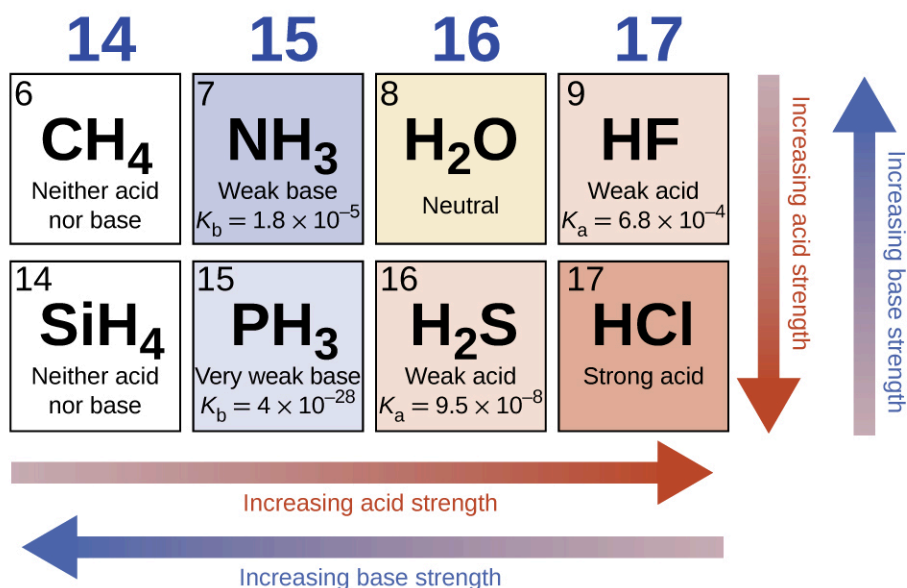 14 15 16 17
6
CH₄
Neither acid
nor base
7
NH₃
Weak base
K_b = 1.8 × 10⁻⁵
8
H₂O
Neutral
9
HF
Weak acid
Kₐ = 6.8 × 10⁻⁴
14
SiH₄
Neither acid
nor base
15
PH₃
Very weak base
K_b = 4 × 10⁻²⁸
16
H₂S
Weak acid
Kₐ = 9.5 × 10⁻⁸
17
HCl
Strong acid
Increasing acid strength
Increasing base strength
Increasing acid strength
Increasing base strength